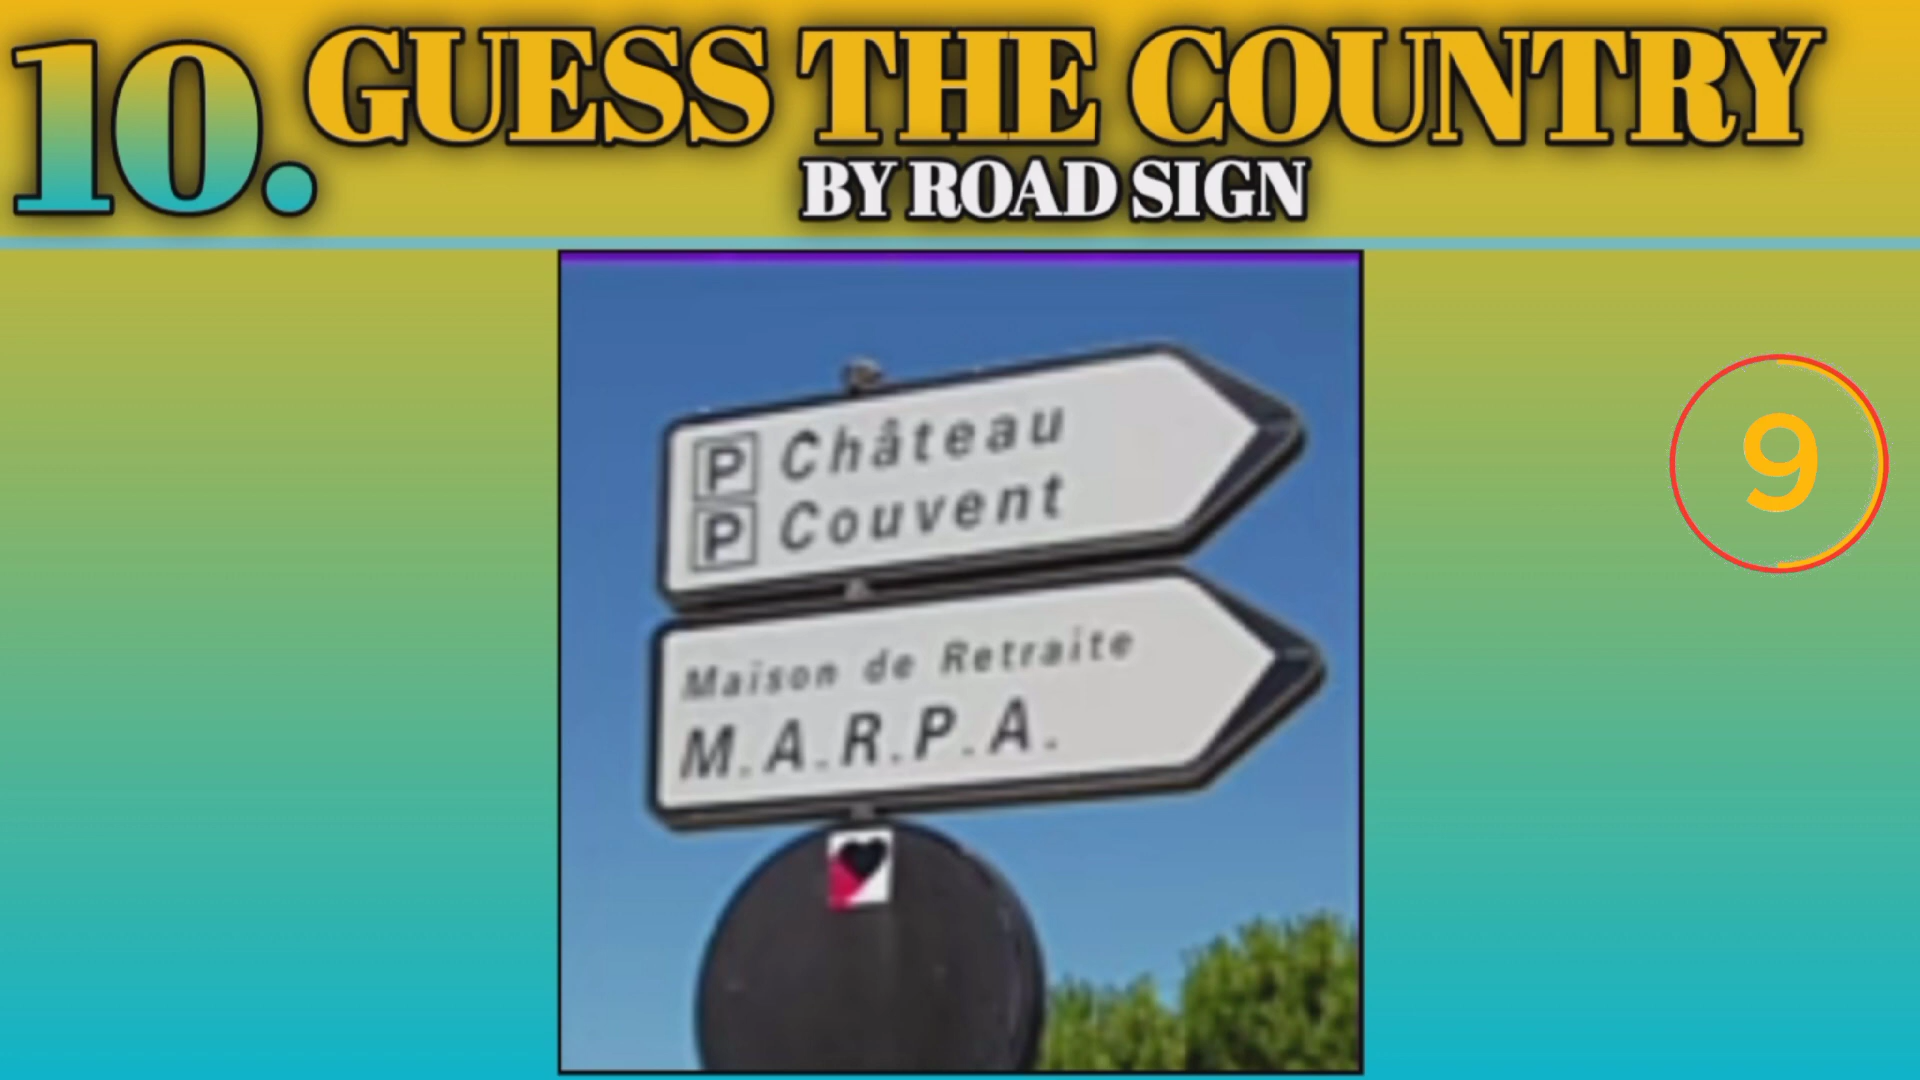 10. GUESS THE COUNTRY
BY ROAD SIGN
9
P Château
P Couvent
Maison de Retraite
M.A.R.P.A.